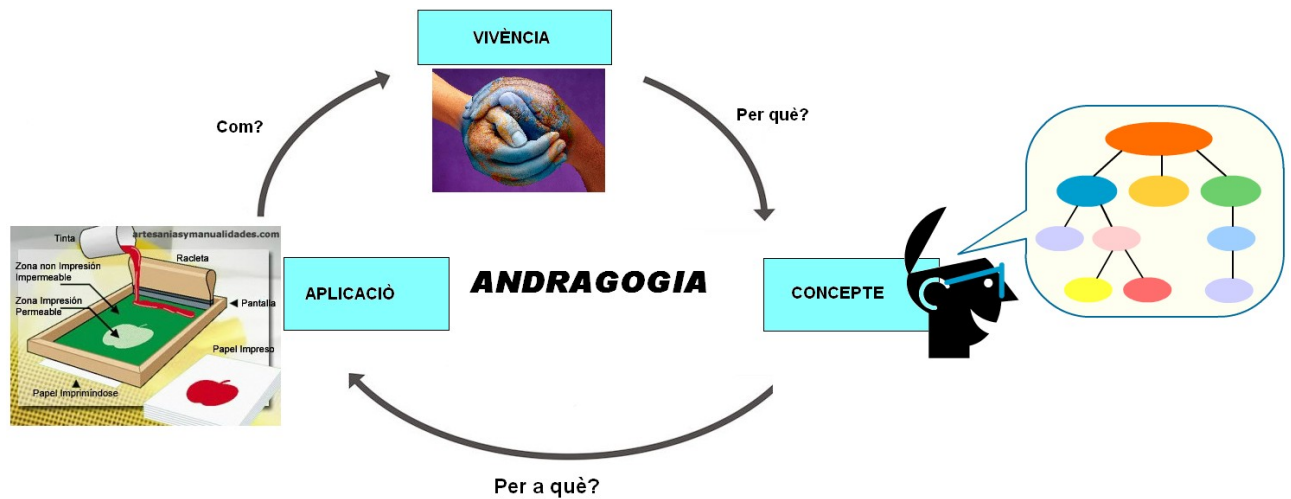 VIVÈNCIA
Com?
Per què?
artesaniasymanualidades.com
Tinta
Racleta
Zona non Impresión
Impermeable
Zona Impresión
Permeable
Pantalla
Papel Impreso
Papel Imprimindose
APLICACIÒ
ANDRAGOGIA
CONCEPTE
Per a què?